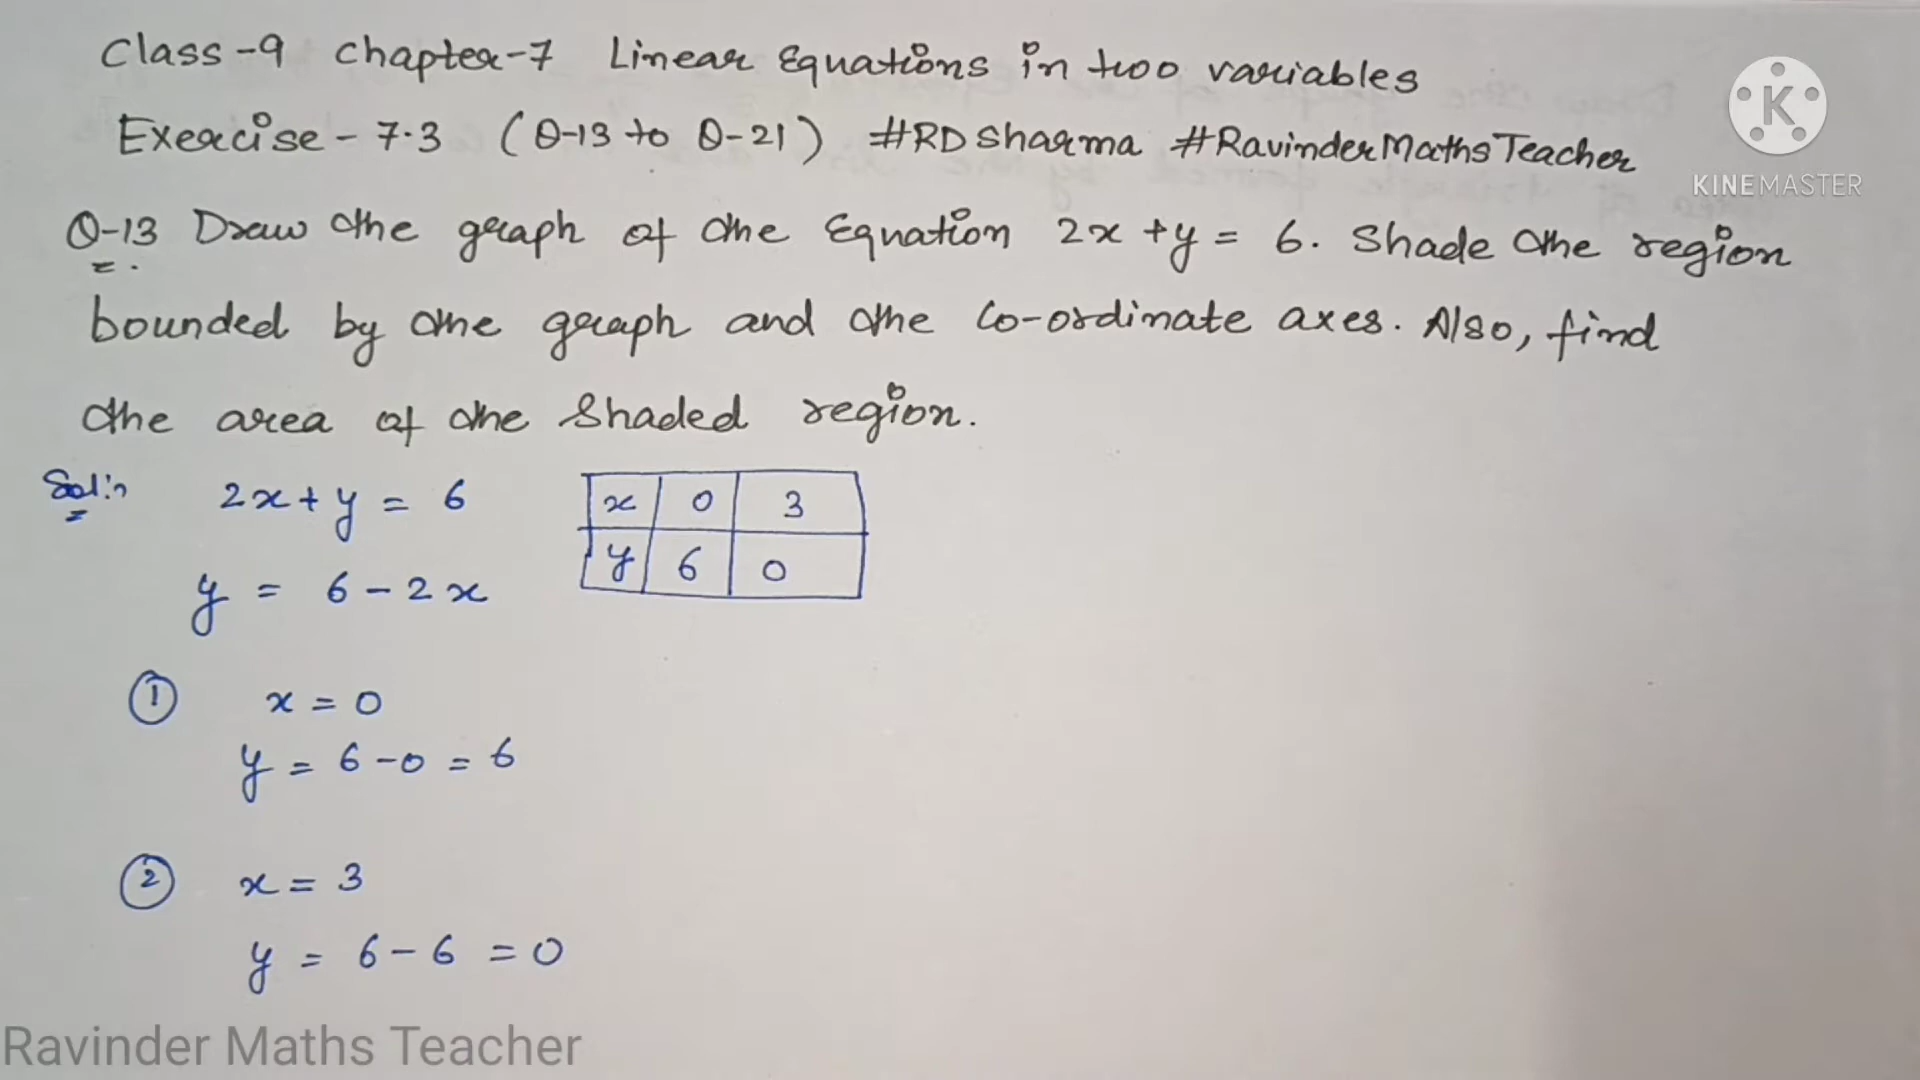 Class-9 Chapter-7 Linear Equations in two variables
Exercise - 7.3 (Q-13 to Q-21) #RDSharma #RavinderMathsTeacher
K
KINEMASTER
Q-13 Draw the graph of the Equation 2x + y = 6. Shade the region
bounded by the graph and the Co-ordinate axes. Also, find
the area of the Shaded region.
Sol:n 2x + y = 6
y = 6 - 2x
x 0 3
y 6 0
① x = 0
y = 6 - 0 = 6
② x = 3
y = 6 - 6 = 0
Ravinder Maths Teacher